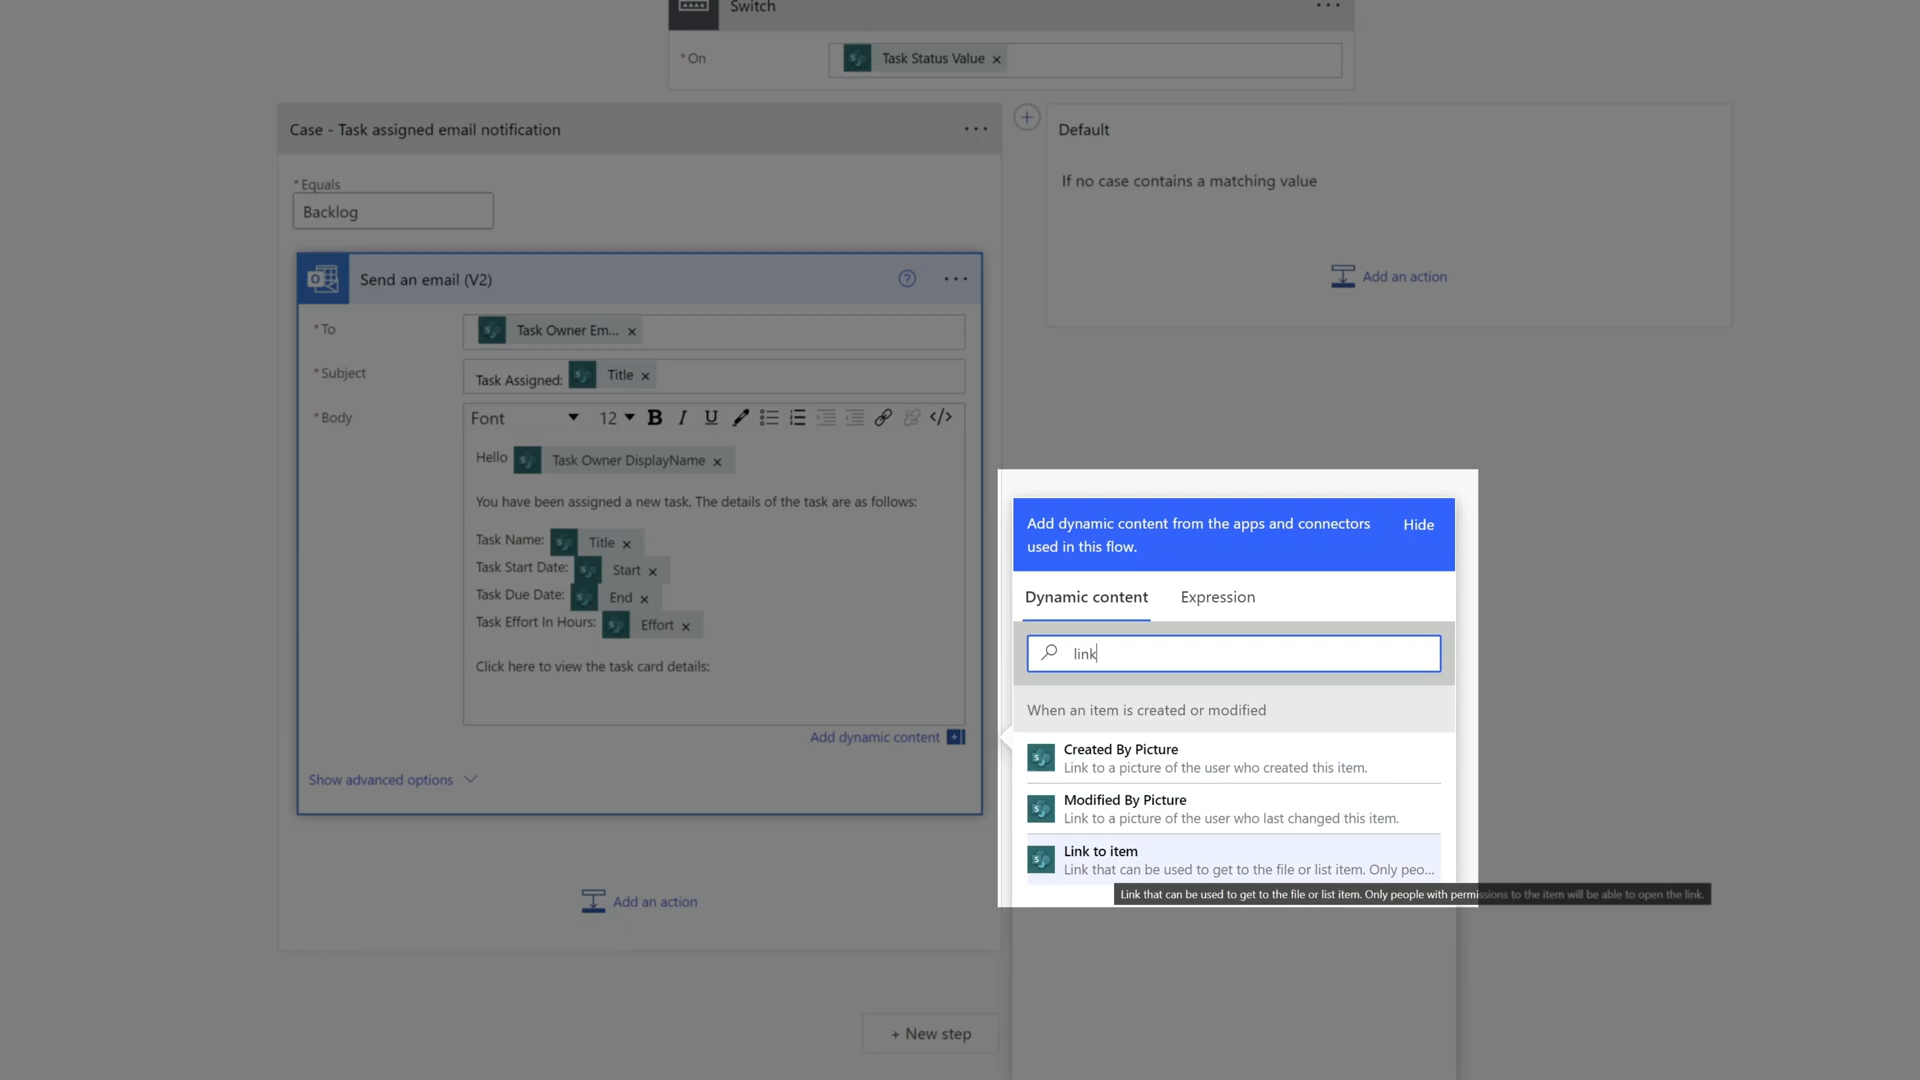 Switch
* On
Task Status Value ×
Case - Task assigned email notification
Default
* Equals
Backlog
If no case contains a matching value
Add an action
Send an email (V2)
* To
Task Owner Em... ×
* Subject
Task Assigned: Title ×
* Body
Font 12 B I U </>
Hello Task Owner DisplayName ×
You have been assigned a new task. The details of the task are as follows:
Task Name: Title ×
Task Start Date: Start ×
Task Due Date: End ×
Task Effort In Hours: Effort ×
Click here to view the task card details:
Add dynamic content
Show advanced options
Add an action
+ New step
Add dynamic content from the apps and connectors
used in this flow.
Hide
Dynamic content Expression
link
When an item is created or modified
Created By Picture
Link to a picture of the user who created this item.
Modified By Picture
Link to a picture of the user who last changed this item.
Link to item
Link that can be used to get to the file or list item. Only peo...
Link that can be used to get to the file or list item. Only people with permissions to the item will be able to open the link.